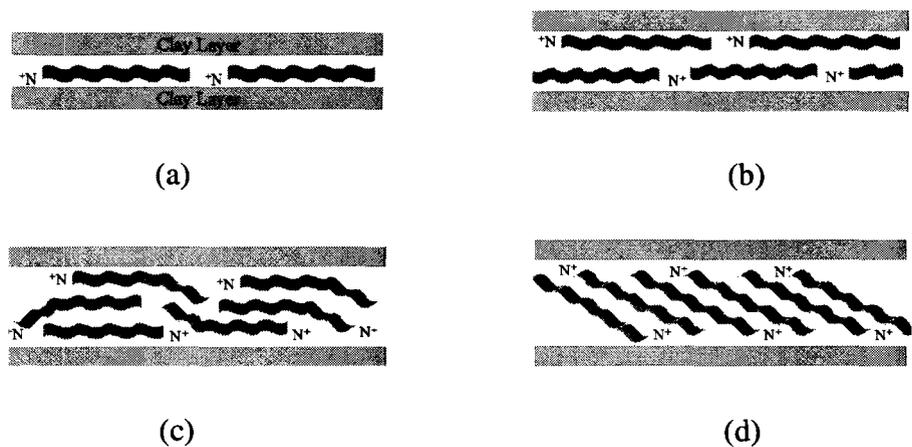 Clay Layer
⁺N ⁺N
Clay Layer
(a)
⁺N ⁺N
N⁺ N⁺
(b)
⁺N ⁺N
⁺N N⁺ N⁺ N⁺
(c)
N⁺ N⁺ N⁺
N⁺ N⁺ N⁺
(d)